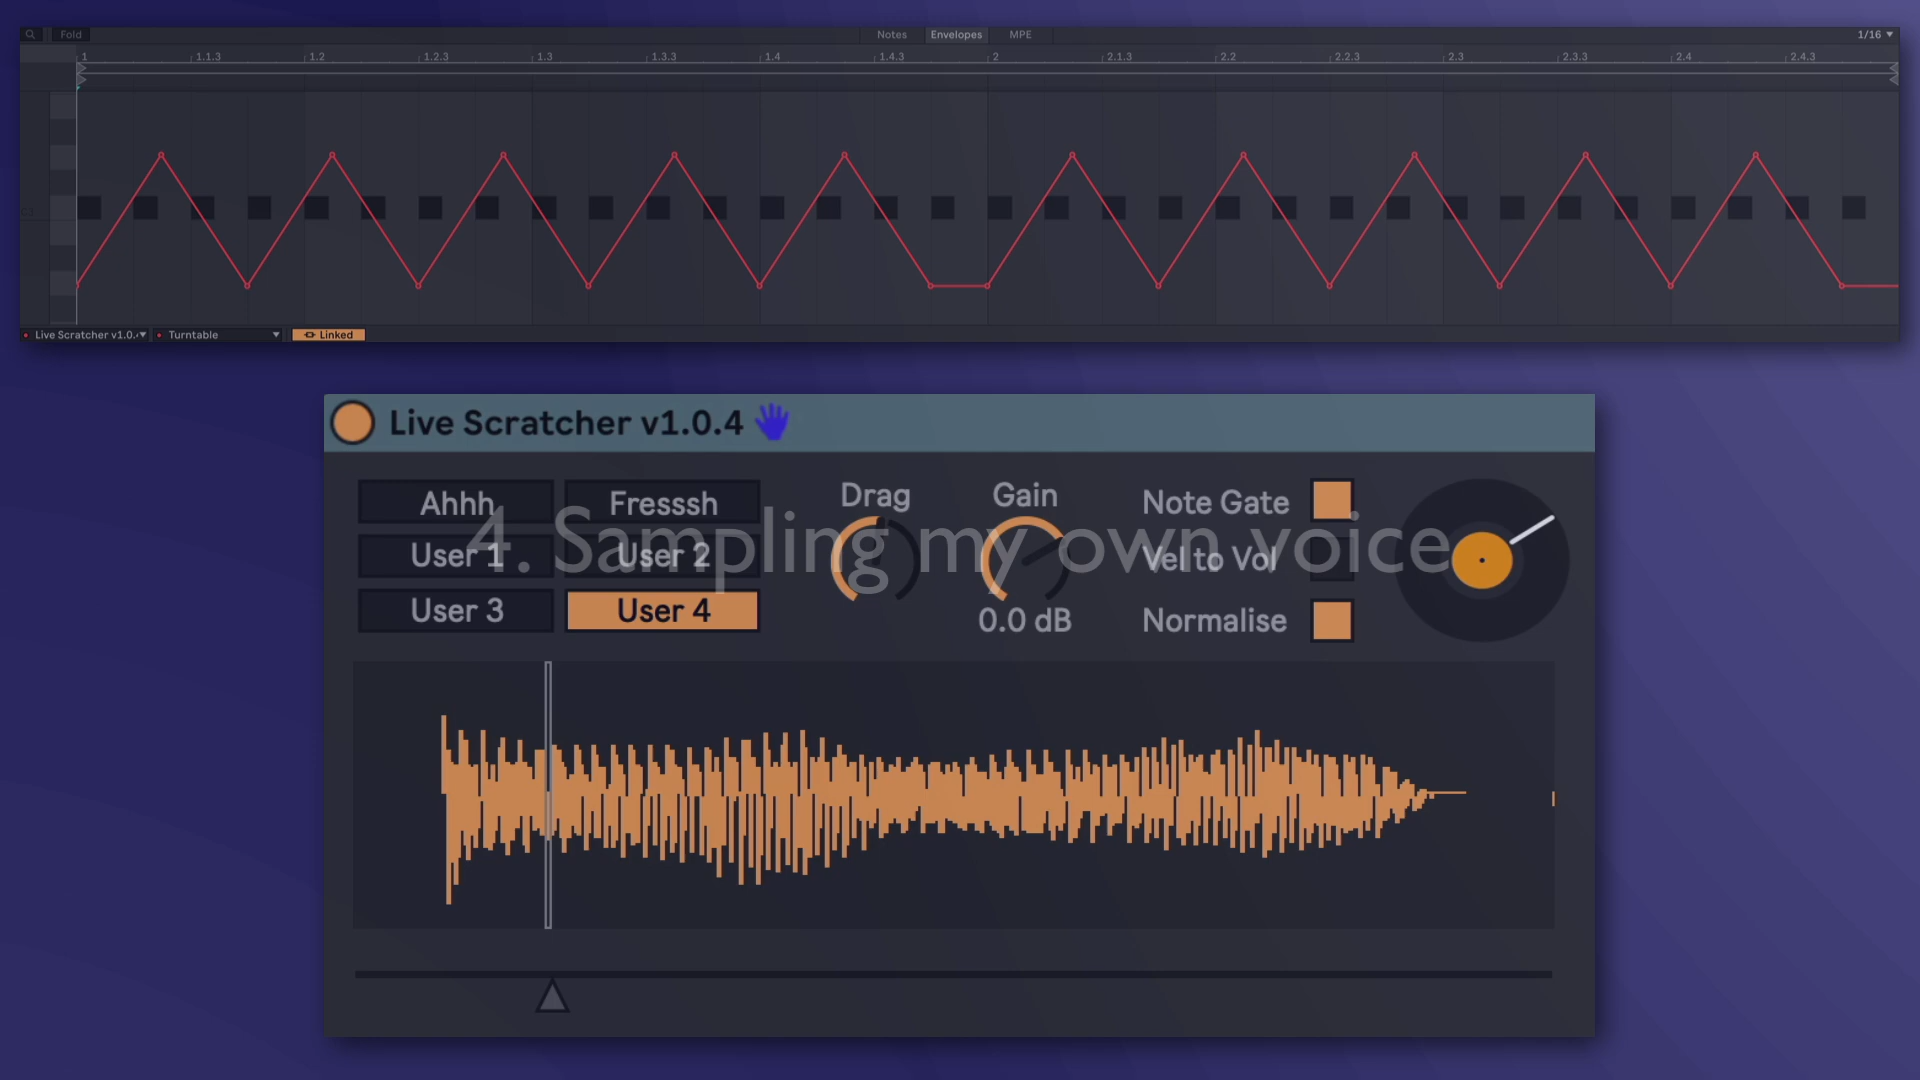 Fold
Notes Envelopes MPE
1/16
1 1.1.3 1.2 1.2.3 1.3 1.3.3 1.4 1.4.3 2 2.1.3 2.2 2.2.3 2.3 2.3.3 2.4 2.4.3
Live Scratcher v1.0. Turntable Linked
Live Scratcher v1.0.4
Ahhh Fresssh Drag Gain Note Gate
4. Sampling my own voice
User 1 User 2 Vel to Vol
User 3 User 4 0.0 dB Normalise